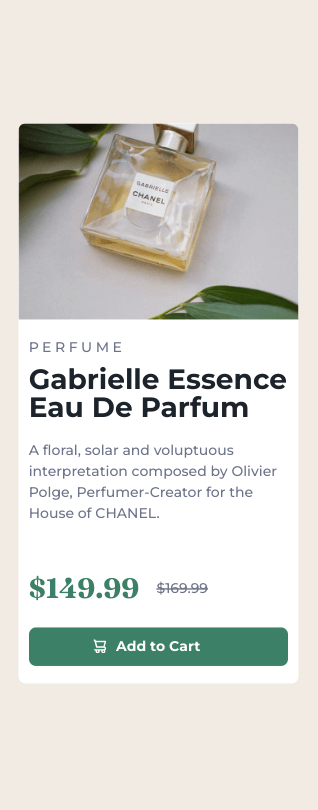 GABRIELLE
CHANEL
PARIS
PERFUME
Gabrielle Essence
Eau De Parfum
A floral, solar and voluptuous
interpretation composed by Olivier
Polge, Perfumer-Creator for the
House of CHANEL.
$149.99 $169.99
Add to Cart